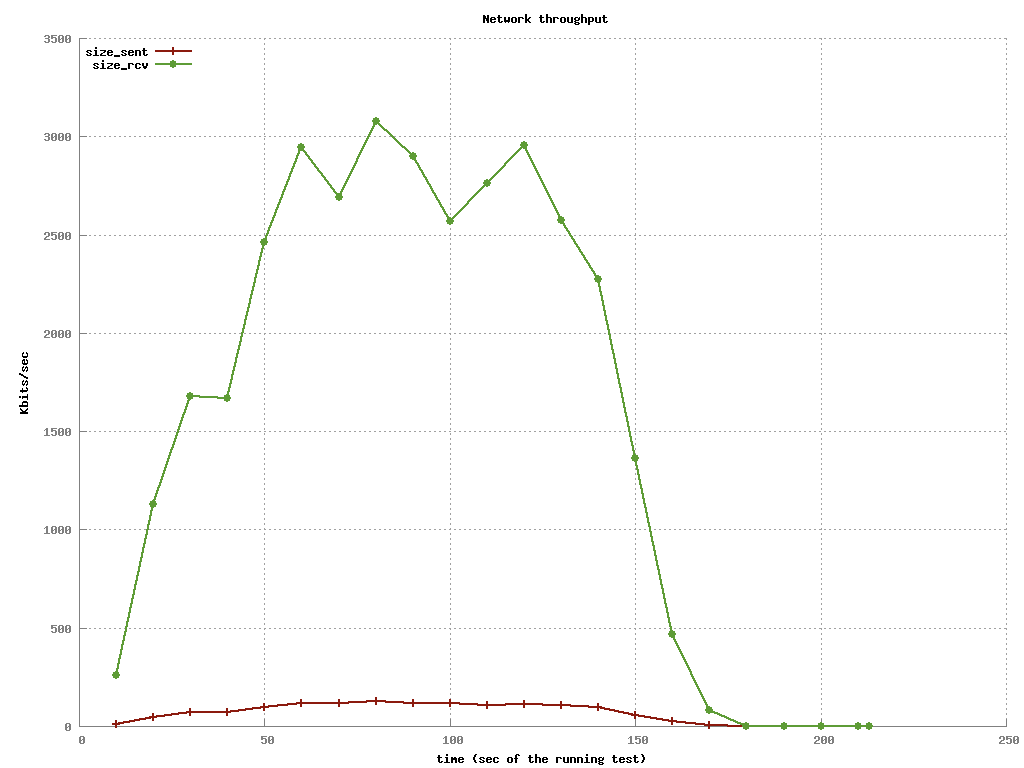 Network throughput
3500
size_sent
size_rcv
3000
2500
2000
Kbits/sec
1500
1000
500
0
0 50 100 150 200 250
time (sec of the running test)